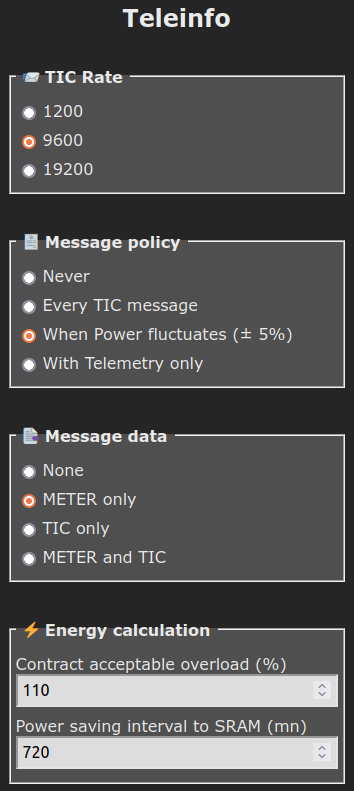 Teleinfo
TIC Rate
1200
9600
19200
Message policy
Never
Every TIC message
When Power fluctuates (± 5%)
With Telemetry only
Message data
None
METER only
TIC only
METER and TIC
Energy calculation
Contract acceptable overload (%)
110
Power saving interval to SRAM (mn)
720